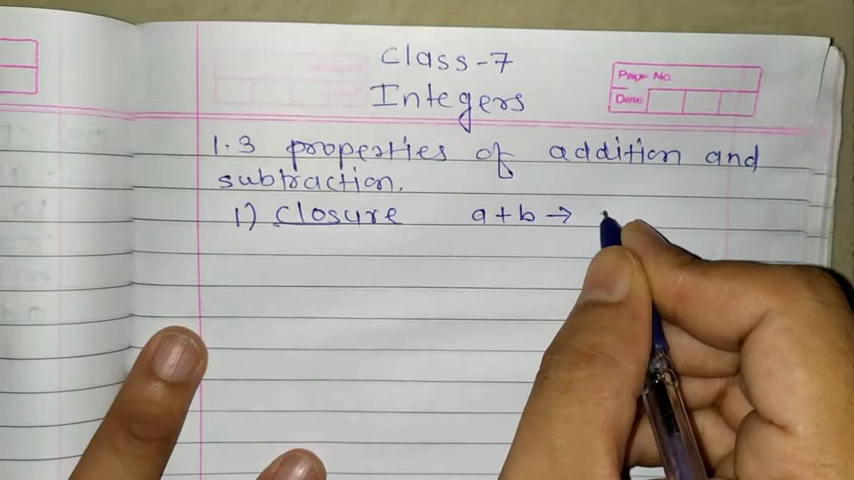 Class-7
Integers
Page No.
Date:
1.3 properties of addition and
subtraction.
1) Closure a+b →